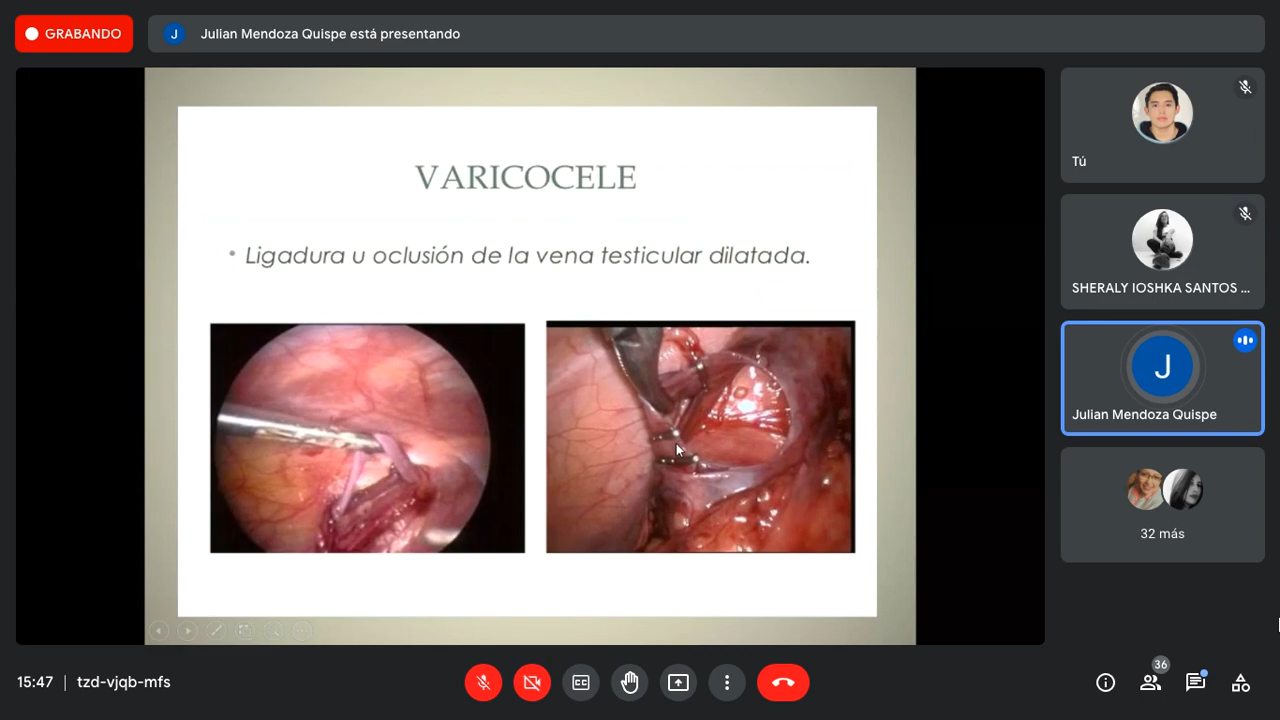 GRABANDO
J
Julian Mendoza Quispe está presentando
VARICOCELE
• Ligadura u oclusión de la vena testicular dilatada.
Tú
SHERALY IOSHKA SANTOS ...
J
Julian Mendoza Quispe
32 más
15:47 | tzd-vjqb-mfs
CC
36